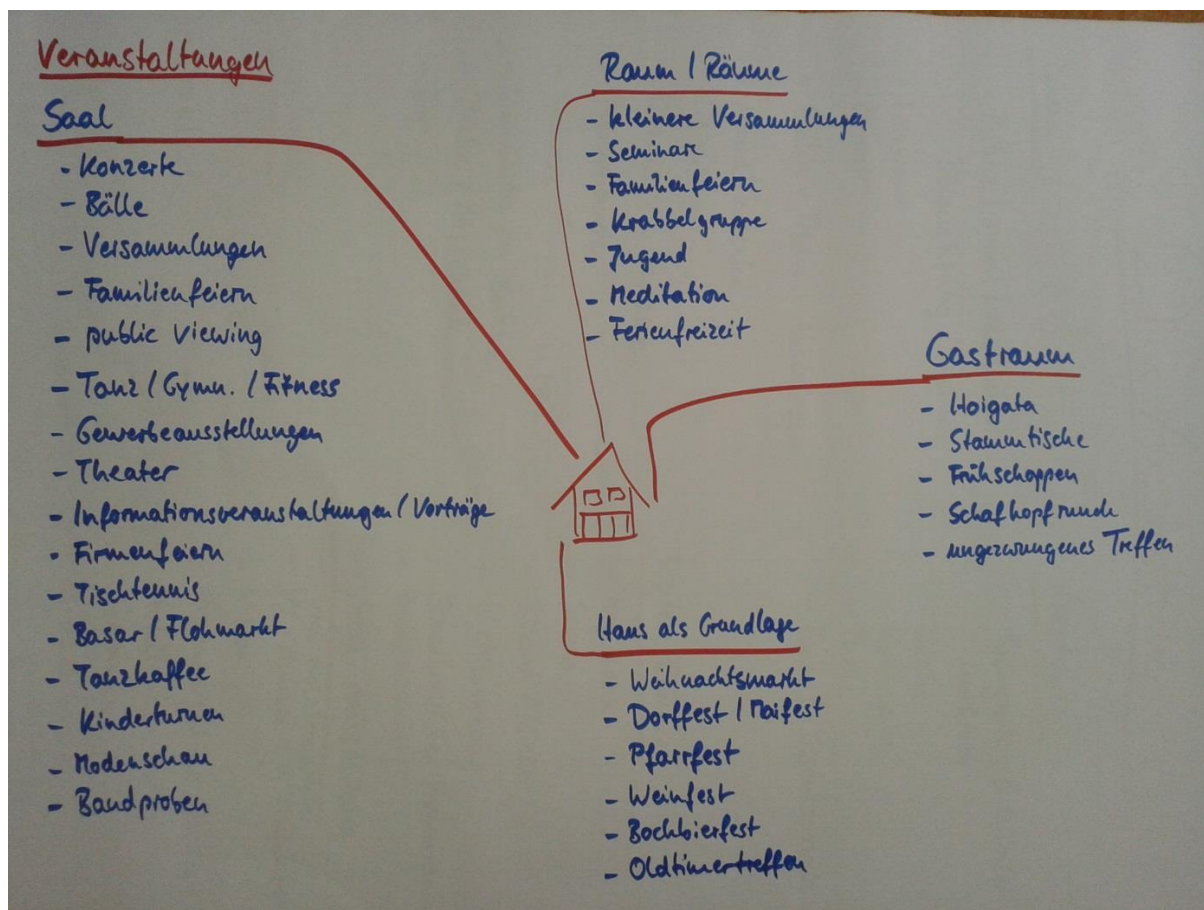 Veranstaltungen
Saal
- Konzerte
- Bälle
- Versammlungen
- Familienfeiern
- public viewing
- Tanz / Gymn. / Fitness
- Gewerbeausstellungen
- Theater
- Informationsveranstaltungen / Vorträge
- Firmenfeiern
- Tischtennis
- Basar / Flohmarkt
- Tanzkaffee
- Kinderturnen
- Modenschau
- Bandproben
Raum / Räume
- kleinere Versammlungen
- Seminare
- Familienfeiern
- Krabbelgruppe
- Jugend
- Meditation
- Ferienfreizeit
Gastraum
- Hoigata
- Stammtische
- Frühschoppen
- Schafkopfrunde
- ungezwungenes Treffen
Haus als Grundlage
- Weihnachtsmarkt
- Dorffest / Maifest
- Pfarrfest
- Weinfest
- Bockbierfest
- Oldtimertreffen